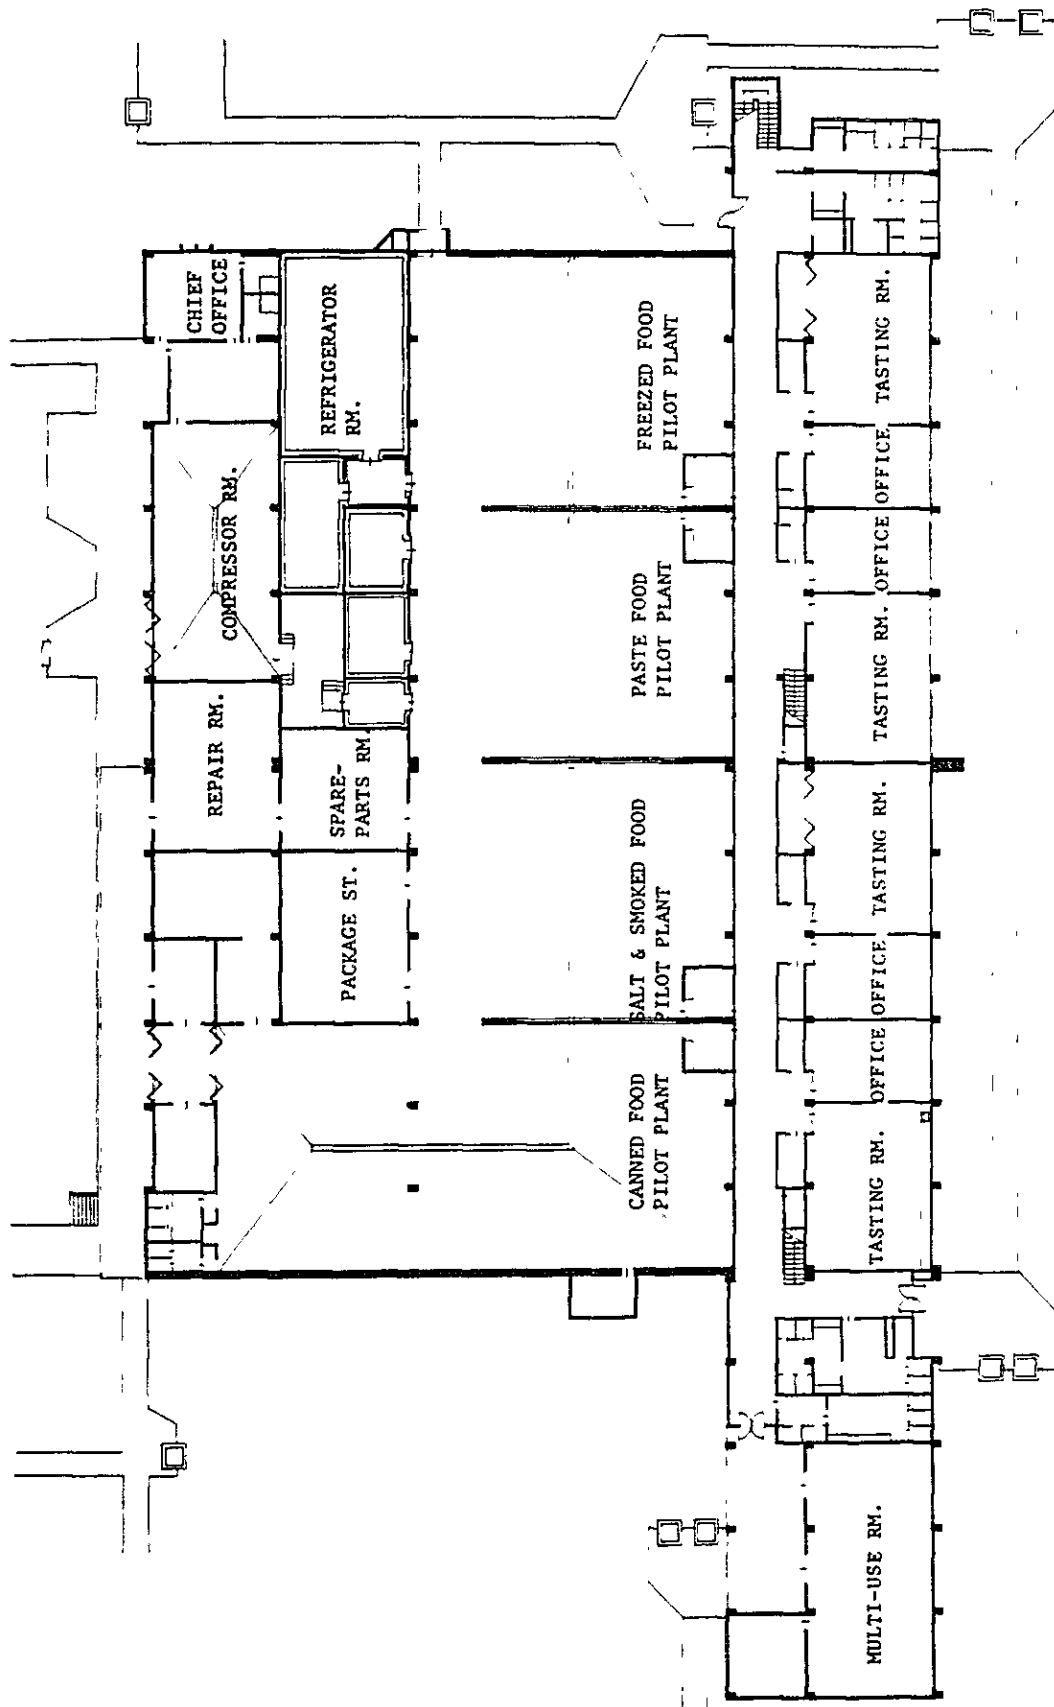 CHIEF
OFFICE
REFRIGERATOR
RM.
FREEZED FOOD
PILOT PLANT
TASTING RM.
COMPRESSOR RM.
OFFICE
OFFICE
PASTE FOOD
PILOT PLANT
TASTING RM.
REPAIR RM.
SPARE-
PARTS RM.
PACKAGE ST.
SALT & SMOKED FOOD
PILOT PLANT
TASTING RM.
OFFICE
OFFICE
CANNED FOOD
PILOT PLANT
TASTING RM.
MULTI-USE RM.